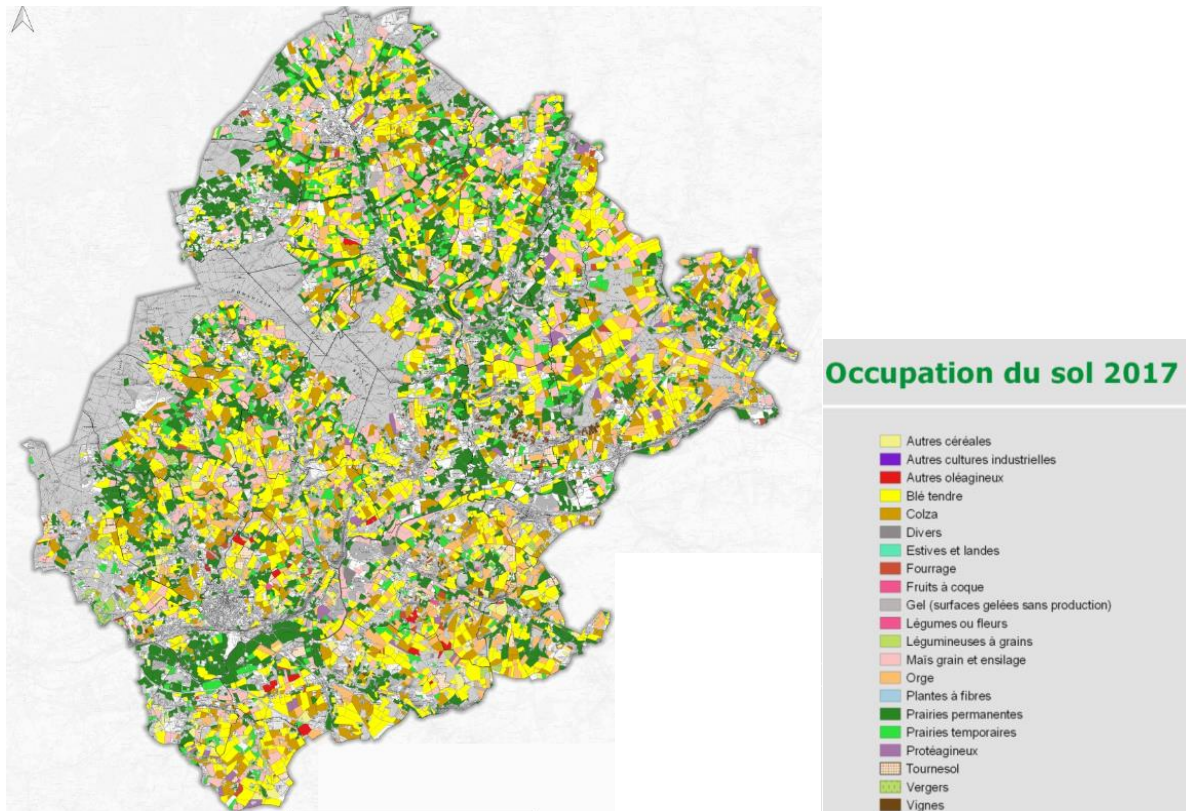 Occupation du sol 2017
Autres céréales
Autres cultures industrielles
Autres oléagineux
Blé tendre
Colza
Divers
Estives et landes
Fourrage
Fruits à coque
Gel (surfaces gelées sans production)
Légumes ou fleurs
Légumineuses à grains
Maïs grain et ensilage
Orge
Plantes à fibres
Prairies permanentes
Prairies temporaires
Protéagineux
Tournesol
Vergers
Vignes